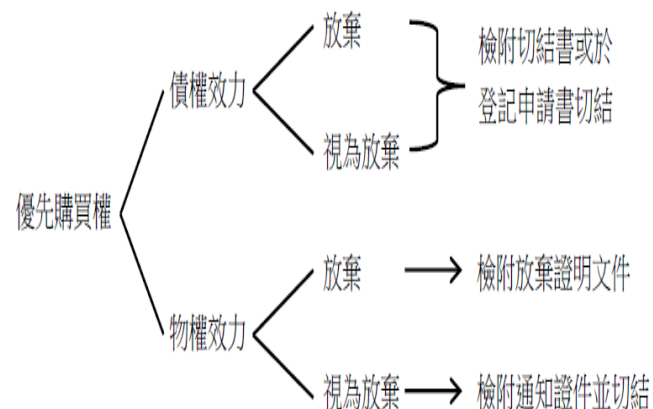 優先購買權
債權效力
放棄
視為放棄
檢附切結書或於
登記申請書切結
物權效力
放棄
檢附放棄證明文件
視為放棄
檢附通知證件並切結